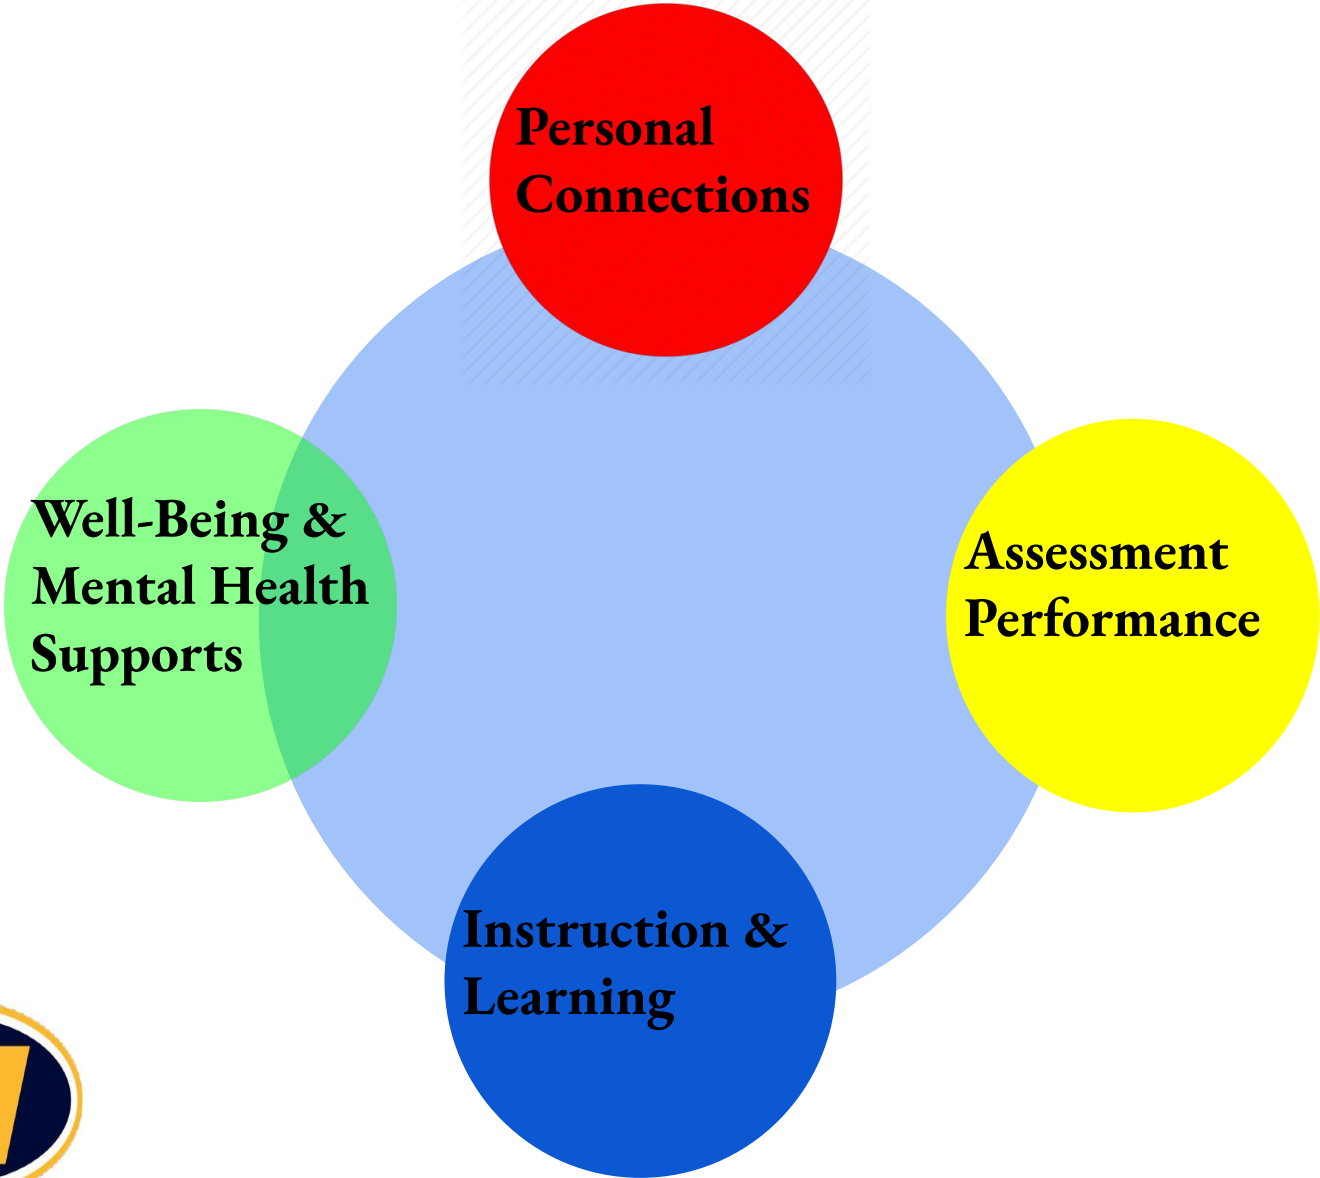 Personal
Connections
Well-Being &
Mental Health
Supports
Assessment
Performance
Instruction &
Learning